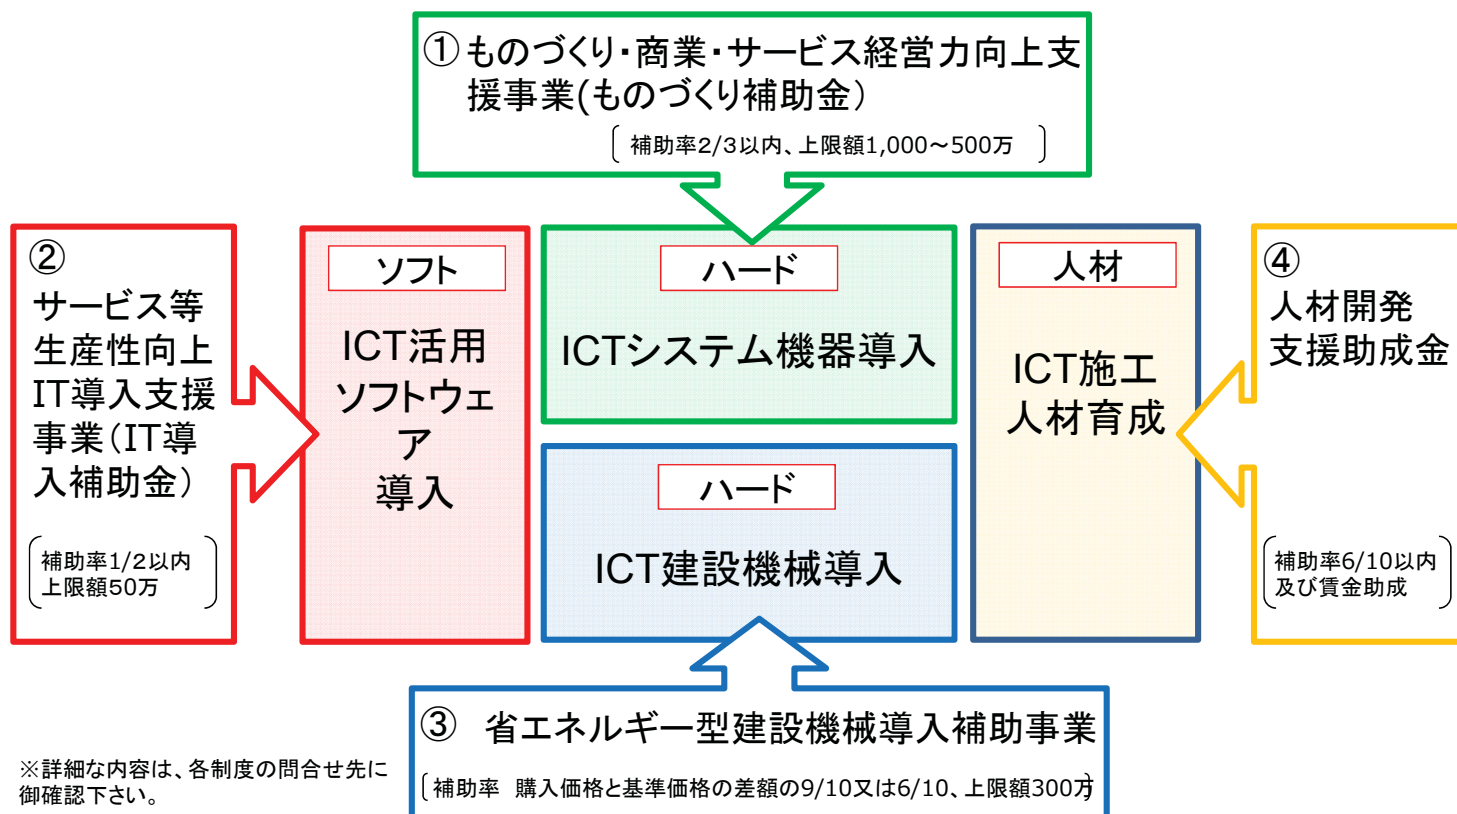 ①ものづくり・商業・サービス経営力向上支
援事業(ものづくり補助金）
補助率２/３以内、上限額1,000～500万
②
サービス等
生産性向上
IT導入支援
事業（IT導
入補助金）
補助率1/2以内
上限額50万
ソフト
ICT活用
ソフトウェ
ア
導入
ハード
ICTシステム機器導入
ハード
ICT建設機械導入
人材
ICT施工
人材育成
④
人材開発
支援助成金
補助率6/10以内
及び賃金助成
③　省エネルギー型建設機械導入補助事業
補助率　購入価格と基準価格の差額の9/10又は6/10、上限額300万
※詳細な内容は、各制度の問合せ先に
御確認下さい。